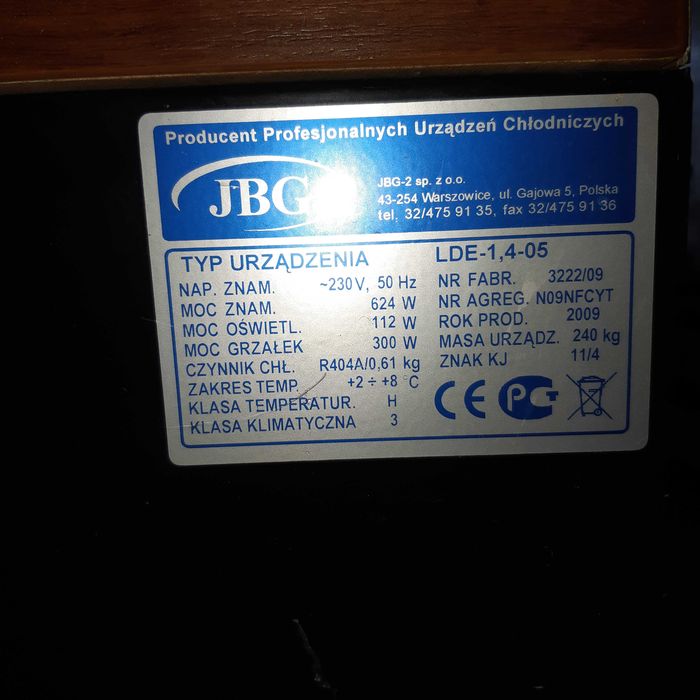 Producent Profesjonalnych Urządzeń Chłodniczych
JBG
JBG-2 sp. z o.o.
43-254 Warszowice, ul. Gajowa 5, Polska
tel, 32/475 91 35, fax 32/475 91 36
TYP URZĄDZENIA LDE-1,4-05
NAP. ZNAM. ~230 V, 50 Hz
MOC ZNAM. 624 W
MOC OŚWIETL. 112 W
MOC GRZAŁEK 300 W
CZYNNIK CHŁ. R404A/0,61 kg
ZAKRES TEMP. +2 ÷ +8 °C
KLASA TEMPERATUR. H
KLASA KLIMATYCZNA 3
NR FABR. 3222/09
NR AGREG. N09NFCYT
ROK PROD. 2009
MASA URZĄDZ. 240 kg
ZNAK KJ 11/4
CE PG